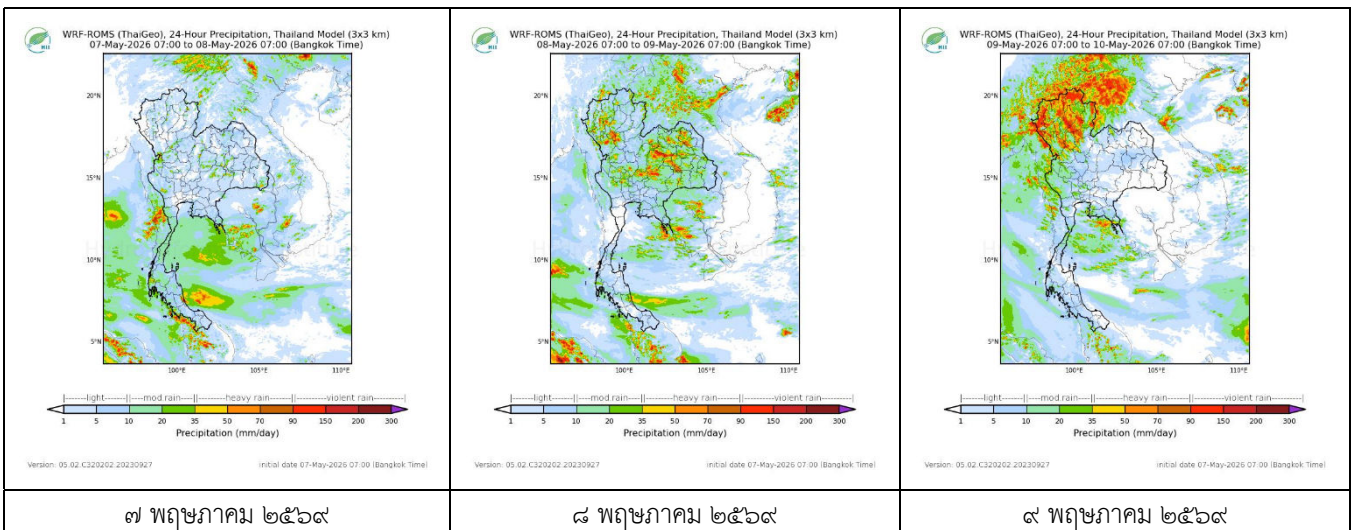 WRF-ROMS (ThaiGeo), 24-Hour Precipitation, Thailand Model (3x3 km)
07-May-2026 07:00 to 08-May-2026 07:00 (Bangkok Time)
20°N
15°N
10°N
5°N
100°E 105°E 110°E
|-------light-------||----mod rain----||---------heavy rain--------||--------violent rain--------|
1 5 10 20 35 50 70 90 150 200 300
Precipitation (mm/day)
Version: 05.02.C320202.20230927 initial date 07-May-2026 07:00 (Bangkok Time)
๗ พฤษภาคม ๒๕๖๙
WRF-ROMS (ThaiGeo), 24-Hour Precipitation, Thailand Model (3x3 km)
08-May-2026 07:00 to 09-May-2026 07:00 (Bangkok Time)
20°N
15°N
10°N
5°N
100°E 105°E 110°E
|-------light-------||----mod rain----||---------heavy rain--------||--------violent rain--------|
1 5 10 20 35 50 70 90 150 200 300
Precipitation (mm/day)
Version: 05.02.C320202.20230927 initial date 07-May-2026 07:00 (Bangkok Time)
๘ พฤษภาคม ๒๕๖๙
WRF-ROMS (ThaiGeo), 24-Hour Precipitation, Thailand Model (3x3 km)
09-May-2026 07:00 to 10-May-2026 07:00 (Bangkok Time)
20°N
15°N
10°N
5°N
100°E 105°E 110°E
|-------light-------||----mod rain----||---------heavy rain--------||--------violent rain--------|
1 5 10 20 35 50 70 90 150 200 300
Precipitation (mm/day)
Version: 05.02.C320202.20230927 initial date 07-May-2026 07:00 (Bangkok Time)
๙ พฤษภาคม ๒๕๖๙